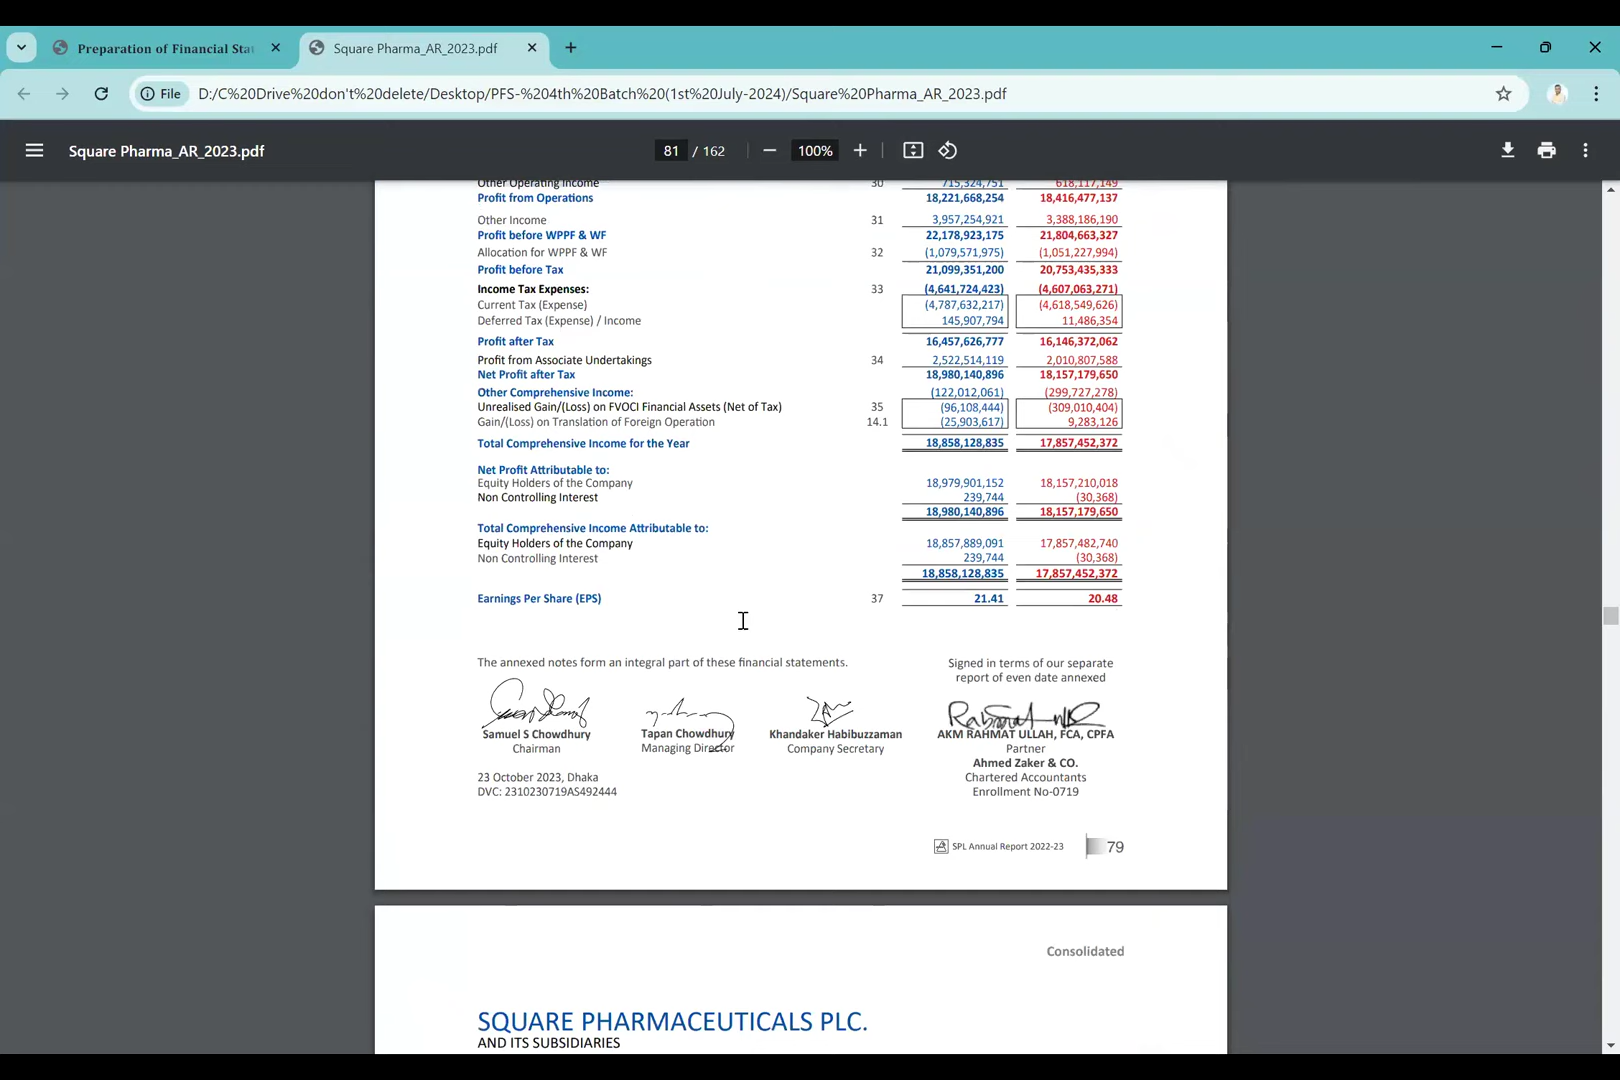 Preparation of Financial Sta
Square Pharma_AR_2023.pdf
File D:/C%20Drive%20don't%20delete/Desktop/PFS-%204th%20Batch%20(1st%20July-2024)/Square%20Pharma_AR_2023.pdf
Square Pharma_AR_2023.pdf 81 / 162 100%
Other Operating Income 30 715,324,751 618,117,149
Profit from Operations 18,221,668,254 18,416,477,137
Other Income 31 3,957,254,921 3,388,186,190
Profit before WPPF & WF 22,178,923,175 21,804,663,327
Allocation for WPPF & WF 32 (1,079,571,975) (1,051,227,994)
Profit before Tax 21,099,351,200 20,753,435,333
Income Tax Expenses: 33 (4,641,724,423) (4,607,063,271)
Current Tax (Expense) (4,787,632,217) (4,618,549,626)
Deferred Tax (Expense) / Income 145,907,794 11,486,354
Profit after Tax 16,457,626,777 16,146,372,062
Profit from Associate Undertakings 34 2,522,514,119 2,010,807,588
Net Profit after Tax 18,980,140,896 18,157,179,650
Other Comprehensive Income: (122,012,061) (299,727,278)
Unrealised Gain/(Loss) on FVOCI Financial Assets (Net of Tax) 35 (96,108,444) (309,010,404)
Gain/(Loss) on Translation of Foreign Operation 14.1 (25,903,617) 9,283,126
Total Comprehensive Income for the Year 18,858,128,835 17,857,452,372
Net Profit Attributable to:
Equity Holders of the Company 18,979,901,152 18,157,210,018
Non Controlling Interest 239,744 (30,368)
18,980,140,896 18,157,179,650
Total Comprehensive Income Attributable to:
Equity Holders of the Company 18,857,889,091 17,857,482,740
Non Controlling Interest 239,744 (30,368)
18,858,128,835 17,857,452,372
Earnings Per Share (EPS) 37 21.41 20.48
The annexed notes form an integral part of these financial statements.
Signed in terms of our separate
report of even date annexed
Samuel S Chowdhury
Chairman
Tapan Chowdhury
Managing Director
Khandaker Habibuzzaman
Company Secretary
AKM RAHMAT ULLAH, FCA, CPFA
Partner
Ahmed Zaker & CO.
Chartered Accountants
Enrollment No-0719
23 October 2023, Dhaka
DVC: 2310230719AS492444
SPL Annual Report 2022-23 79
Consolidated
SQUARE PHARMACEUTICALS PLC.
AND ITS SUBSIDIARIES